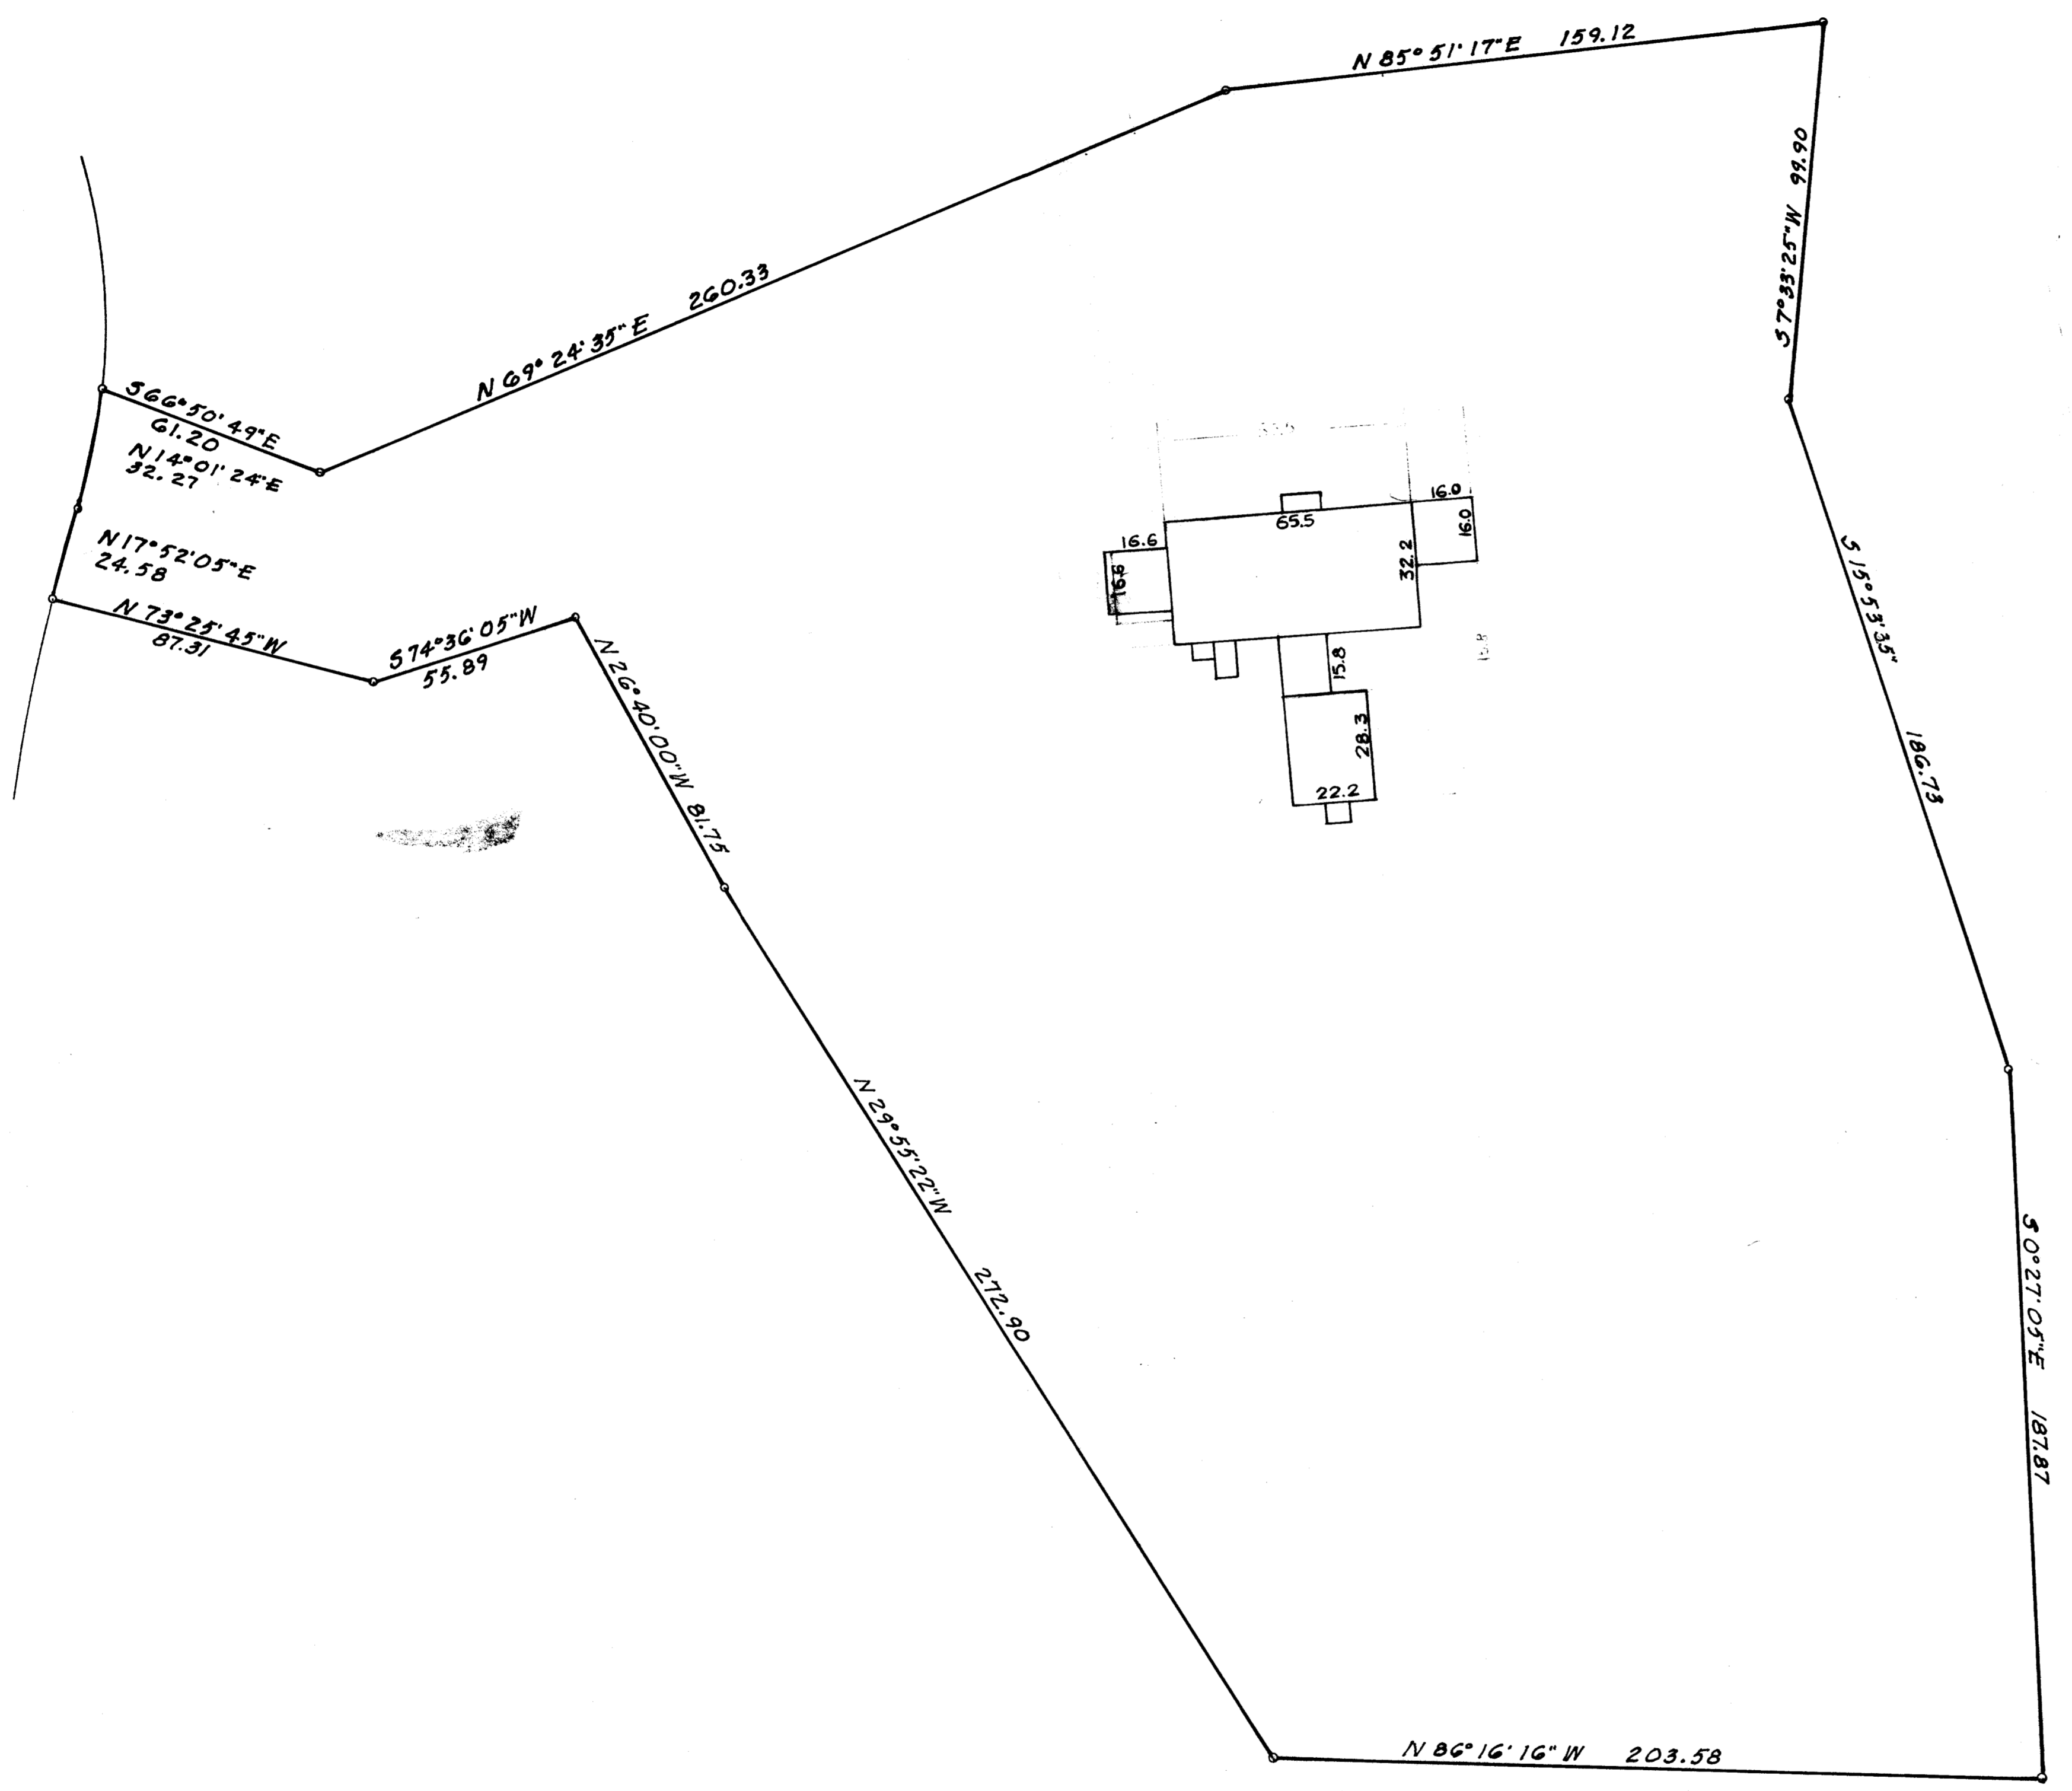 N 85° 51' 17" E 159.12
S 7° 33' 25" W 99.90
N 69° 24' 35" E 260.33
S 66° 50' 49" E
61.20
N 14° 01' 24" E
32.27
N 17° 52' 05" E
24.58
N 73° 25' 45" W
87.31
S 74° 36' 05" W
55.89
N 26° 40' 00" W 81.75
16.0
16.0
65.5
32.2
16.6
16.6
15.8
15.8
28.3
22.2
S 15° 53' 35" 186.73
N 29° 55' 22" W 272.90
S 0° 27' 05" E 187.87
N 86° 16' 16" W 203.58